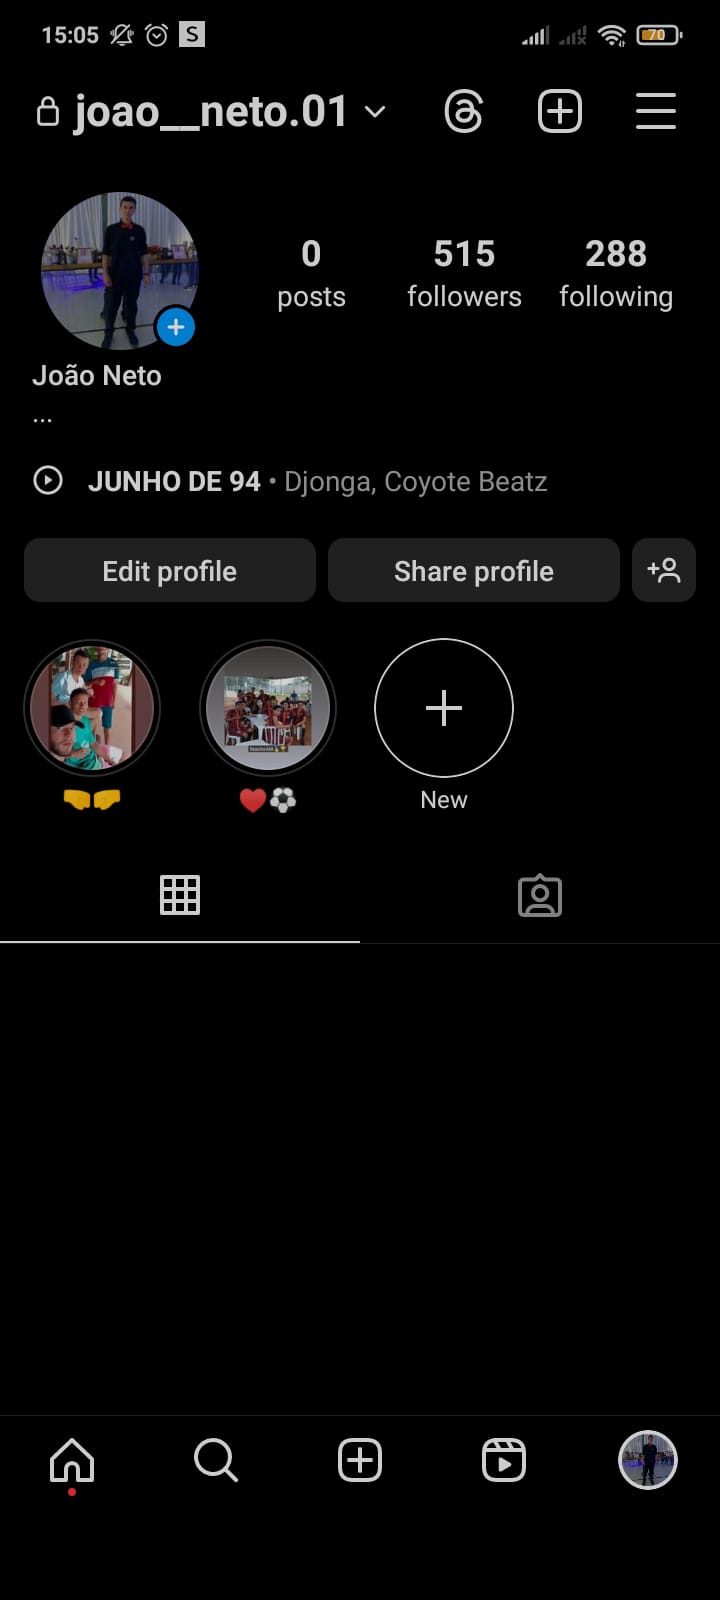 15:05 S 70
joao__neto.01
0 515 288
posts followers following
João Neto
...
JUNHO DE 94 • Djonga, Coyote Beatz
Edit profile Share profile
🤜🤛 ❤️⚽ New